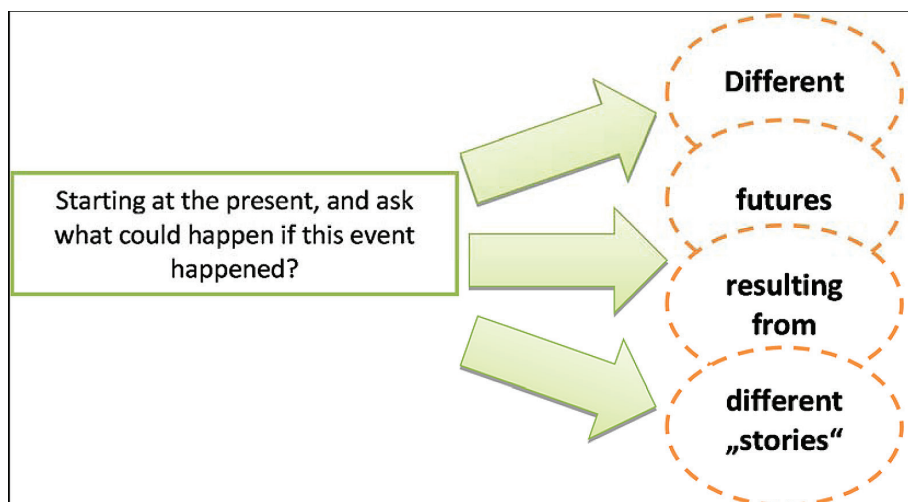 Starting at the present, and ask
what could happen if this event
happened?
Different
futures
resulting
from
different
„stories“